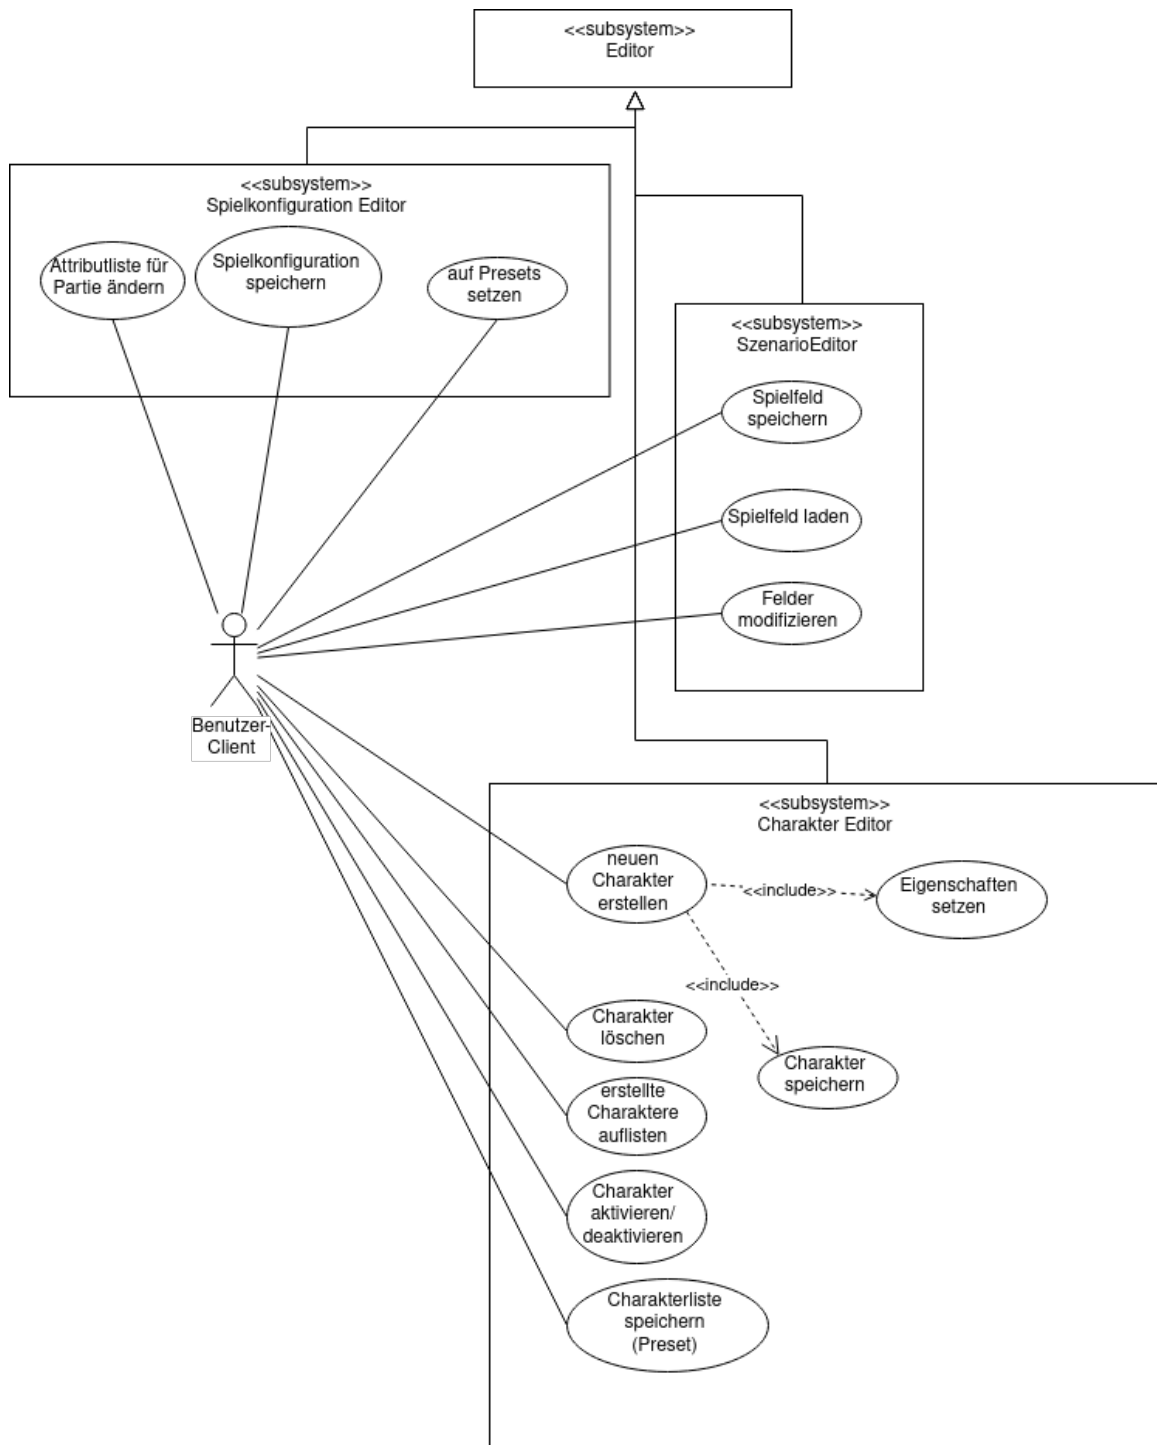 <<subsystem>>
Editor
<<subsystem>>
Spielkonfiguration Editor
Attributliste für
Partie ändern
Spielkonfiguration
speichern
auf Presets
setzen
<<subsystem>>
SzenarioEditor
Spielfeld
speichern
Spielfeld laden
Felder
modifizieren
Benutzer-
Client
<<subsystem>>
Charakter Editor
neuen
Charakter
erstellen
<<include>>
Eigenschaften
setzen
<<include>>
Charakter
löschen
Charakter
speichern
erstellte
Charaktere
auflisten
Charakter
aktivieren/
deaktivieren
Charakterliste
speichern
(Preset)